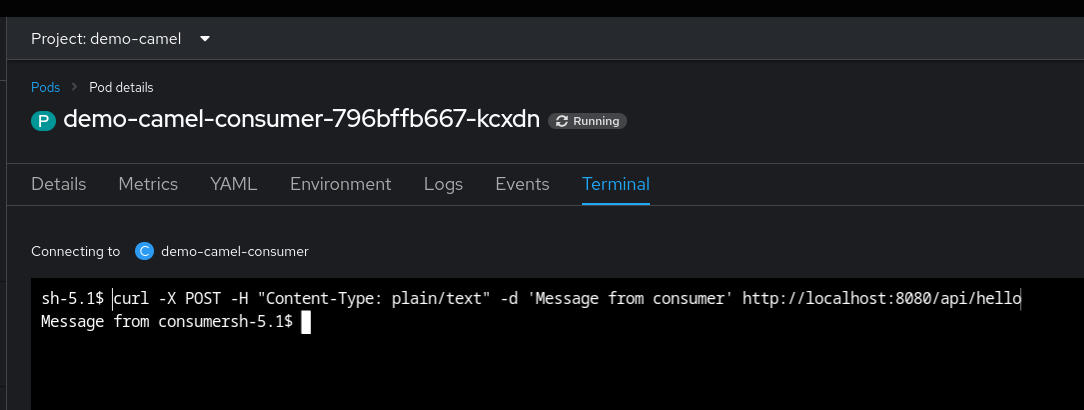 Project: demo-camel
Pods > Pod details
P demo-camel-consumer-796bffb667-kcxdn Running
Details Metrics YAML Environment Logs Events Terminal
Connecting to C demo-camel-consumer
sh-5.1$ curl -X POST -H "Content-Type: plain/text" -d 'Message from consumer' http://localhost:8080/api/hello
Message from consumersh-5.1$